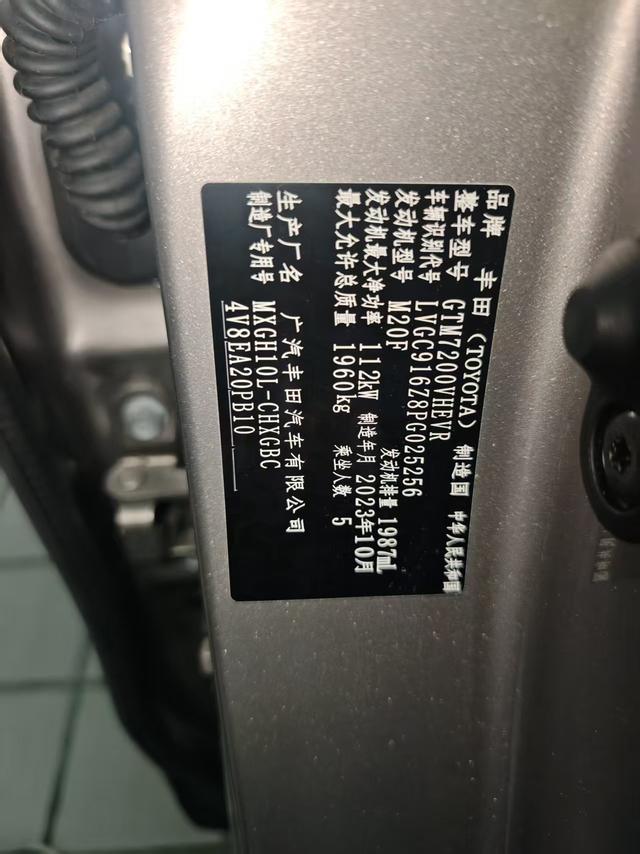 品牌 丰田(TOYOTA) 制造国 中华人民共和国
整车型号 GTM7200VHEVR
车辆识别代号 LVGC916Z8PG025256
发动机型号 M20F 发动机排量 1987mL
发动机最大净功率 112kW 制造年月 2023年10月
最大允许总质量 1960kg 乘坐人数 5
生产厂名 广汽丰田汽车有限公司
制造厂专用号 MXGH10L-CHXGBC
4V8EA20PB10